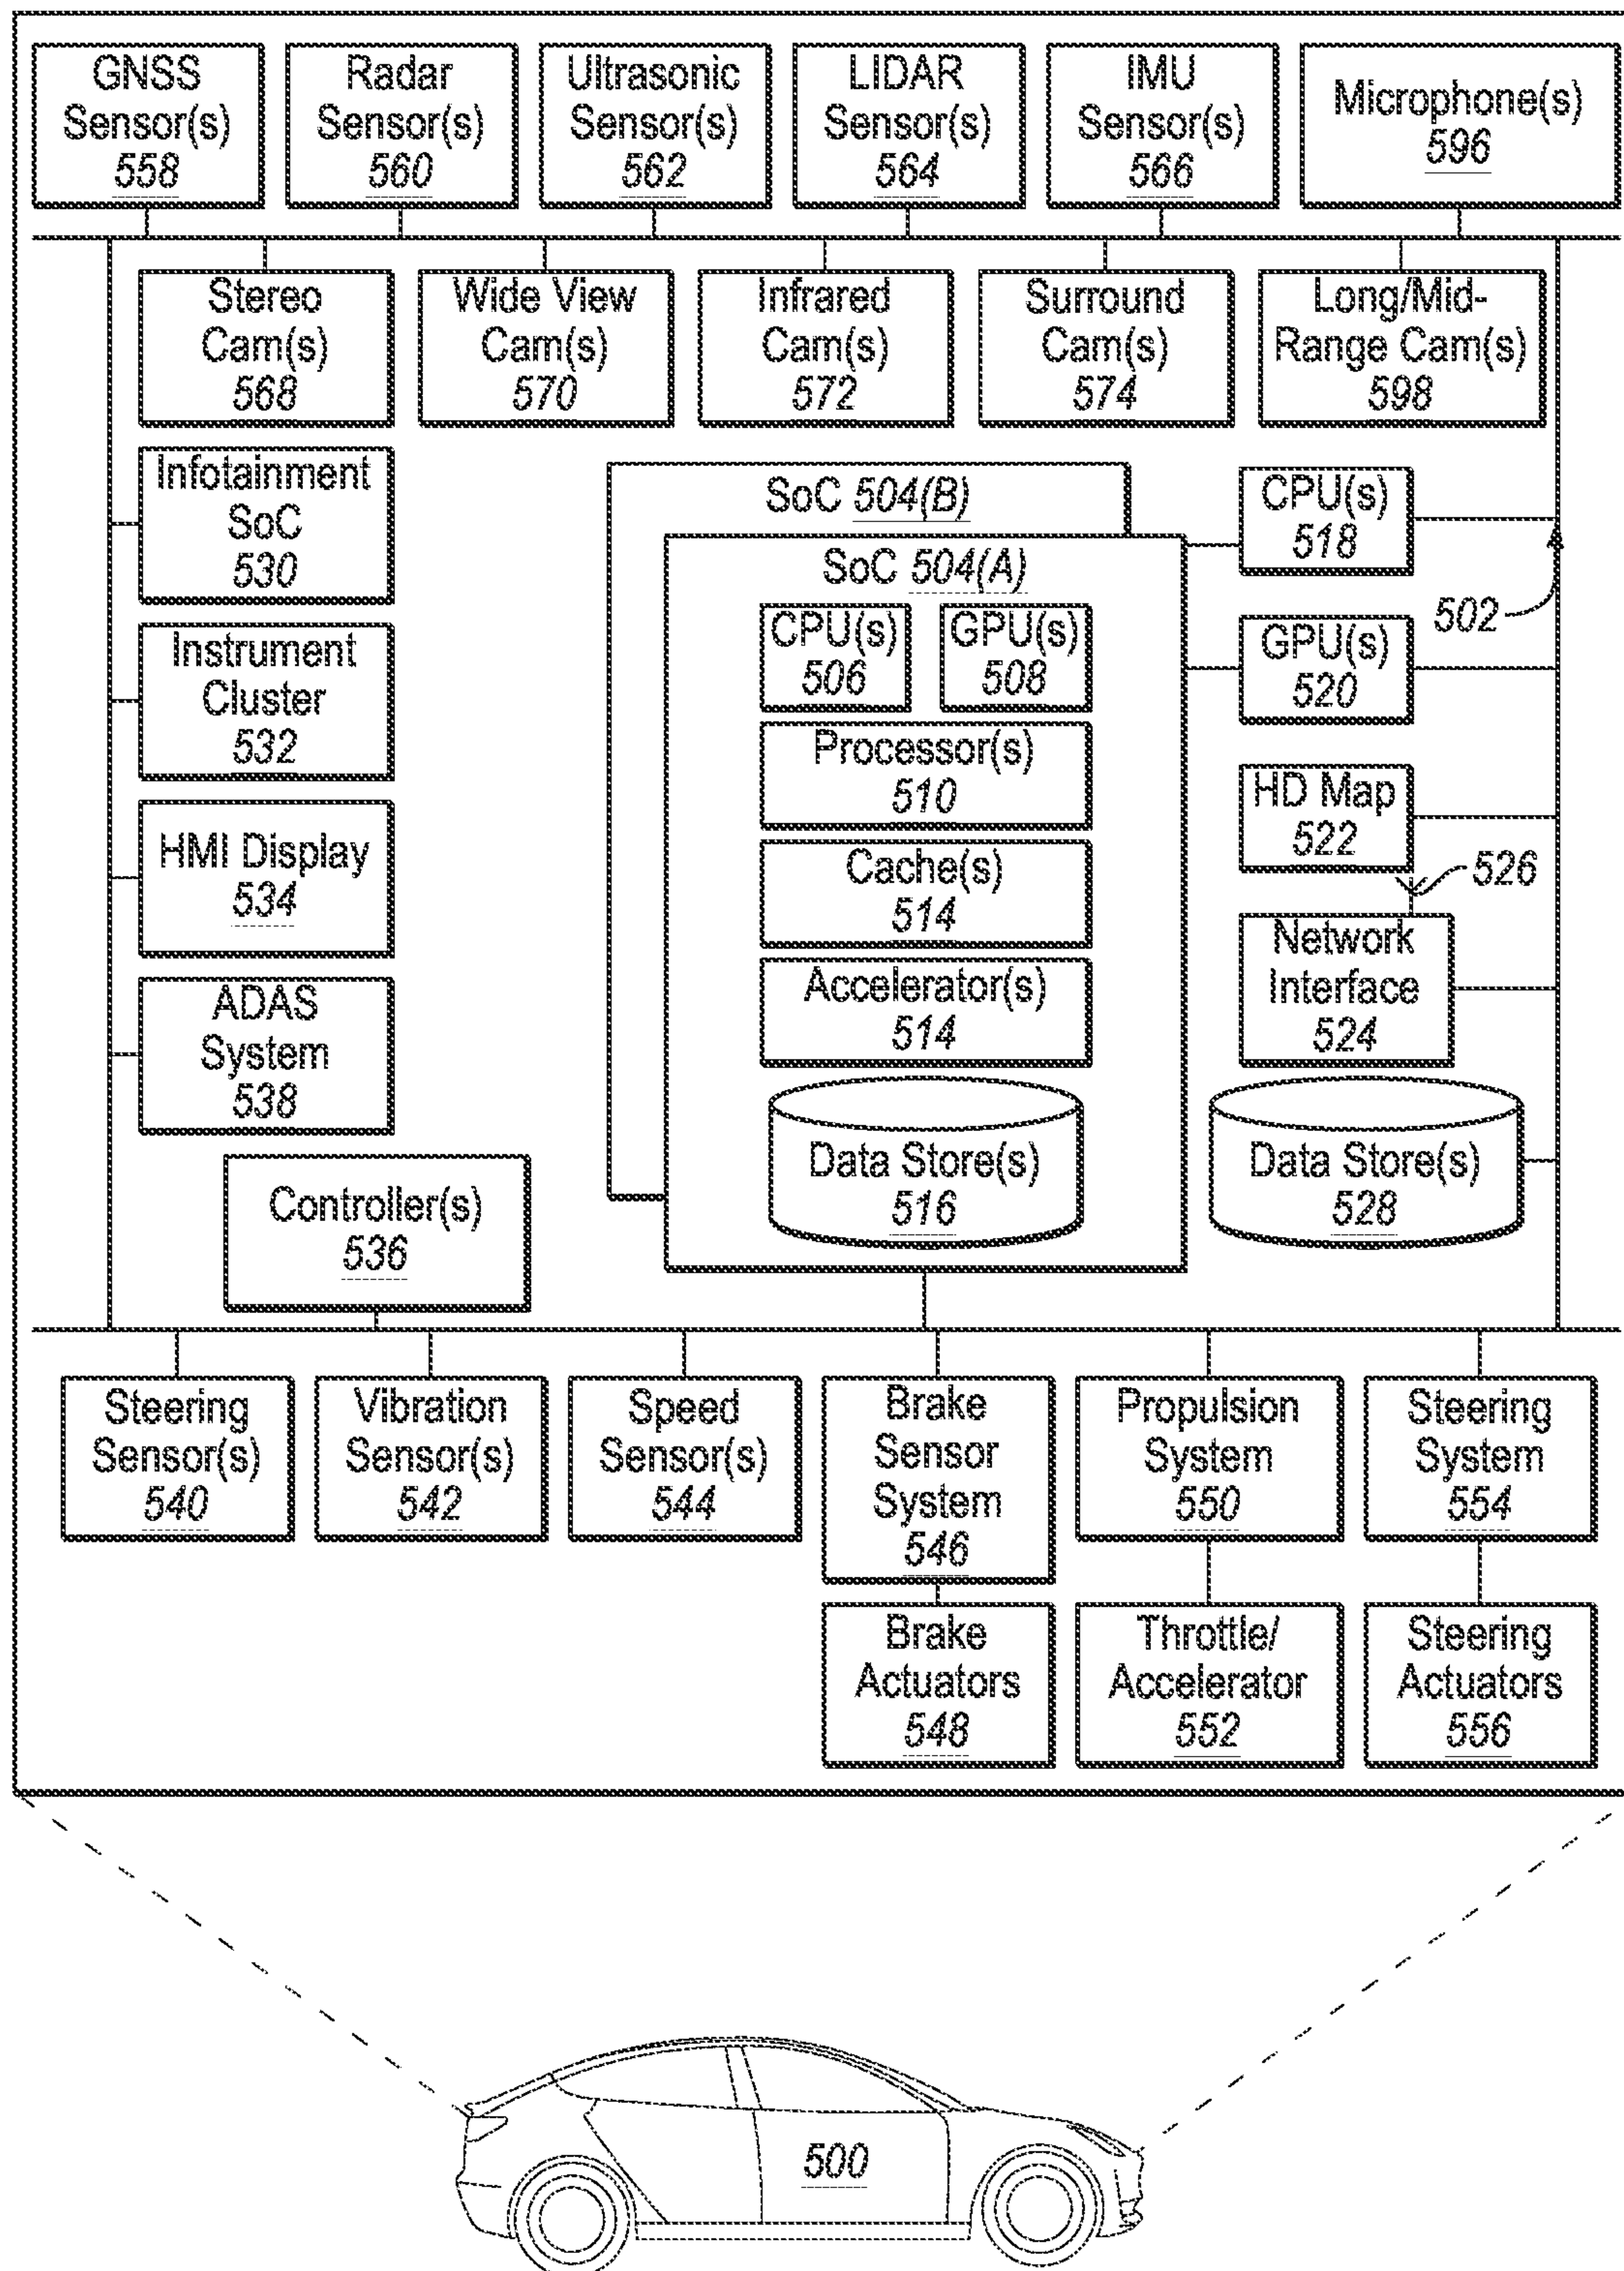 GNSS
Sensor(s)
558
Radar
Sensor(s)
560
Ultrasonic
Sensor(s)
562
LIDAR
Sensor(s)
564
IMU
Sensor(s)
566
Microphone(s)
596
Stereo
Cam(s)
568
Wide View
Cam(s)
570
Infrared
Cam(s)
572
Surround
Cam(s)
574
Long/Mid-
Range Cam(s)
598
Infotainment
SoC
530
Instrument
Cluster
532
HMI Display
534
ADAS
System
538
Controller(s)
536
SoC 504(B)
SoC 504(A)
CPU(s)
506
GPU(s)
508
Processor(s)
510
Cache(s)
514
Accelerator(s)
514
Data Store(s)
516
CPU(s)
518
502
GPU(s)
520
HD Map
522
526
Network
Interface
524
Data Store(s)
528
Steering
Sensor(s)
540
Vibration
Sensor(s)
542
Speed
Sensor(s)
544
Brake
Sensor
System
546
Propulsion
System
550
Steering
System
554
Brake
Actuators
548
Throttle/
Accelerator
552
Steering
Actuators
556
500